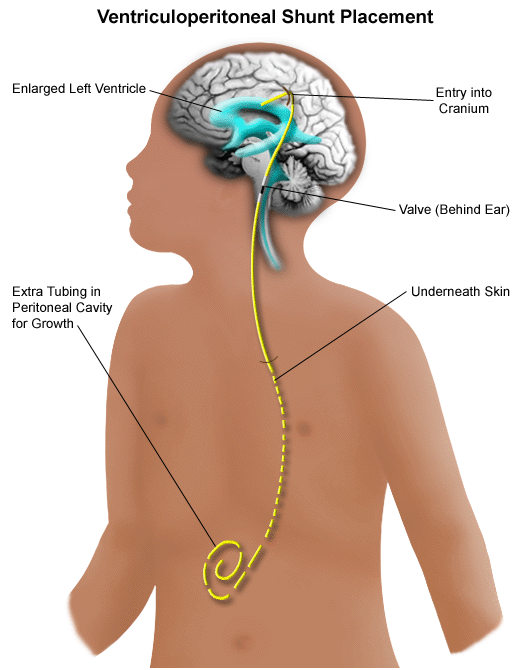 Ventriculoperitoneal Shunt Placement
Enlarged Left Ventricle
Entry into
Cranium
Valve (Behind Ear)
Extra Tubing in
Peritoneal Cavity
for Growth
Underneath Skin